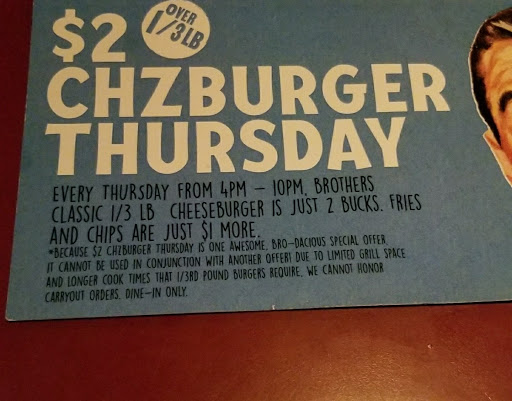 $2
OVER
1/3 LB
CHZBURGER
THURSDAY
EVERY THURSDAY FROM 4PM – 10PM, BROTHERS
CLASSIC 1/3 LB CHEESEBURGER IS JUST 2 BUCKS. FRIES
AND CHIPS ARE JUST $1 MORE.
*BECAUSE $2 CHZBURGER THURSDAY IS ONE AWESOME, BRO-DACIOUS SPECIAL OFFER,
IT CANNOT BE USED IN CONJUNCTION WITH ANOTHER OFFER! DUE TO LIMITED GRILL SPACE
AND LONGER COOK TIMES THAT 1/3RD POUND BURGERS REQUIRE, WE CANNOT HONOR
CARRYOUT ORDERS. DINE-IN ONLY.